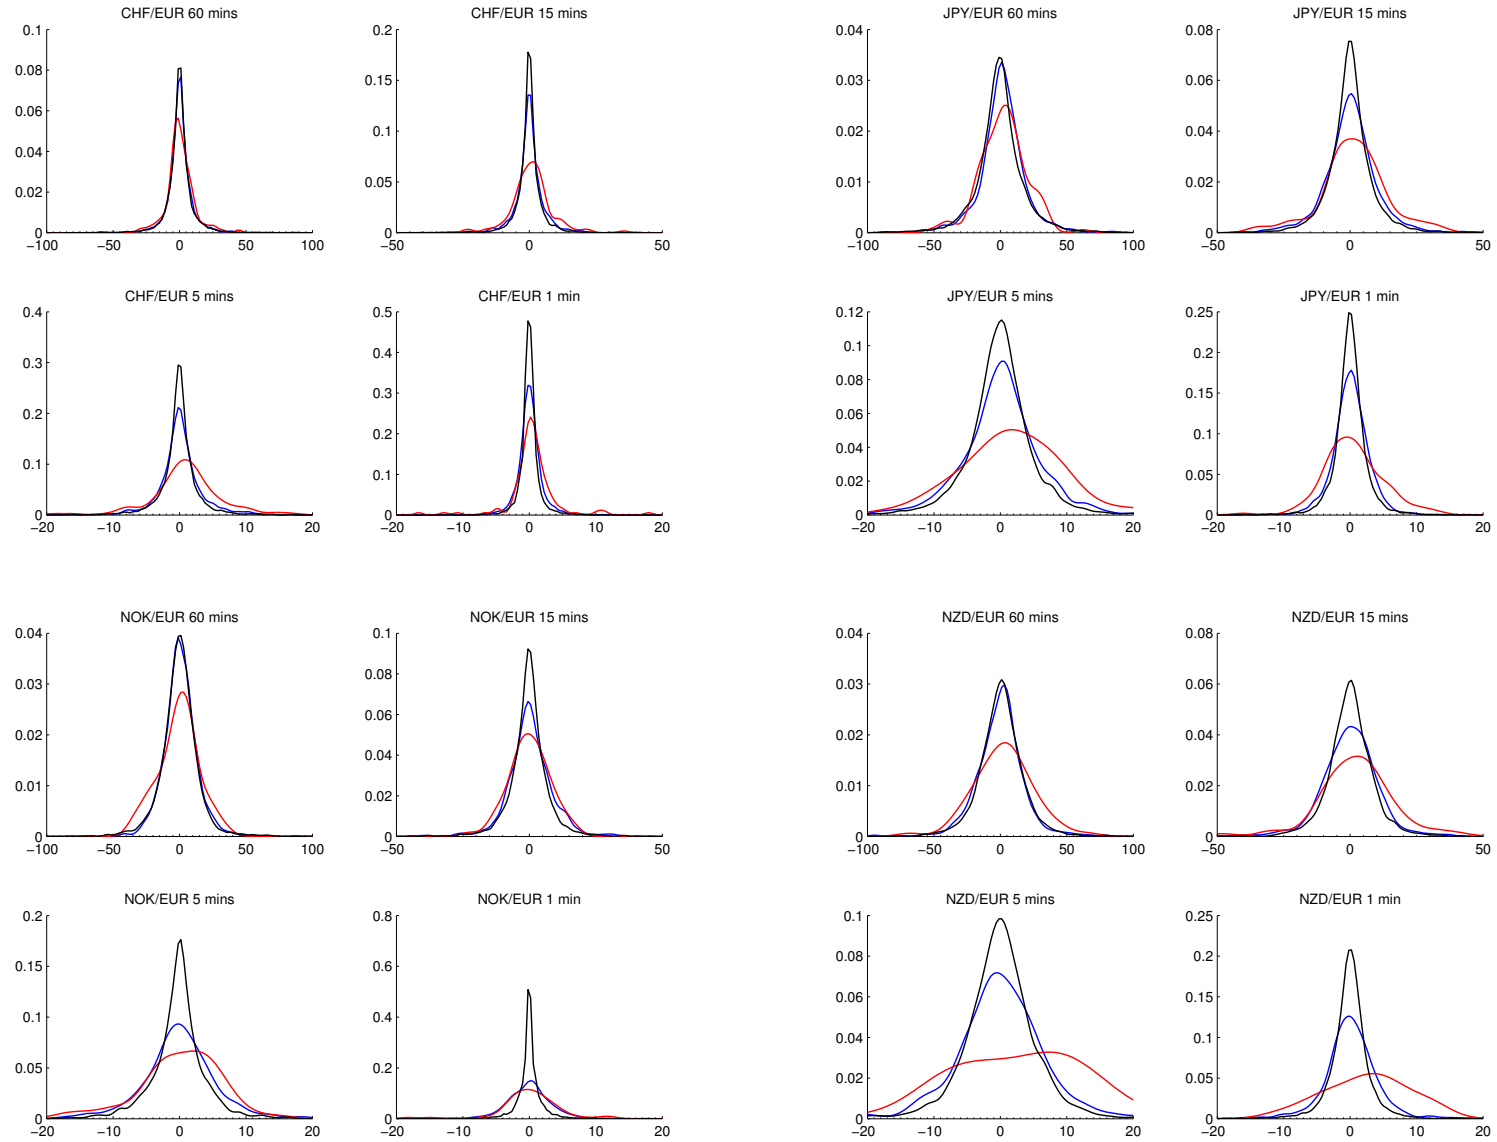 CHF/EUR 60 mins
0.1
0.08
0.06
0.04
0.02
0
−100 −50 0 50 100
CHF/EUR 15 mins
0.2
0.15
0.1
0.05
0
−50 0 50
JPY/EUR 60 mins
0.04
0.03
0.02
0.01
0
−100 −50 0 50 100
JPY/EUR 15 mins
0.08
0.06
0.04
0.02
0
−50 0 50
CHF/EUR 5 mins
0.4
0.3
0.2
0.1
0
−20 −10 0 10 20
CHF/EUR 1 min
0.5
0.4
0.3
0.2
0.1
0
−20 −10 0 10 20
JPY/EUR 5 mins
0.12
0.1
0.08
0.06
0.04
0.02
0
−20 −10 0 10 20
JPY/EUR 1 min
0.25
0.2
0.15
0.1
0.05
0
−20 −10 0 10 20
NOK/EUR 60 mins
0.04
0.03
0.02
0.01
0
−100 −50 0 50 100
NOK/EUR 15 mins
0.1
0.08
0.06
0.04
0.02
0
−50 0 50
NZD/EUR 60 mins
0.04
0.03
0.02
0.01
0
−100 −50 0 50 100
NZD/EUR 15 mins
0.08
0.06
0.04
0.02
0
−50 0 50
NOK/EUR 5 mins
0.2
0.15
0.1
0.05
0
−20 −10 0 10 20
NOK/EUR 1 min
0.8
0.6
0.4
0.2
0
−20 −10 0 10 20
NZD/EUR 5 mins
0.1
0.08
0.06
0.04
0.02
0
−20 −10 0 10 20
NZD/EUR 1 min
0.25
0.2
0.15
0.1
0.05
0
−20 −10 0 10 20